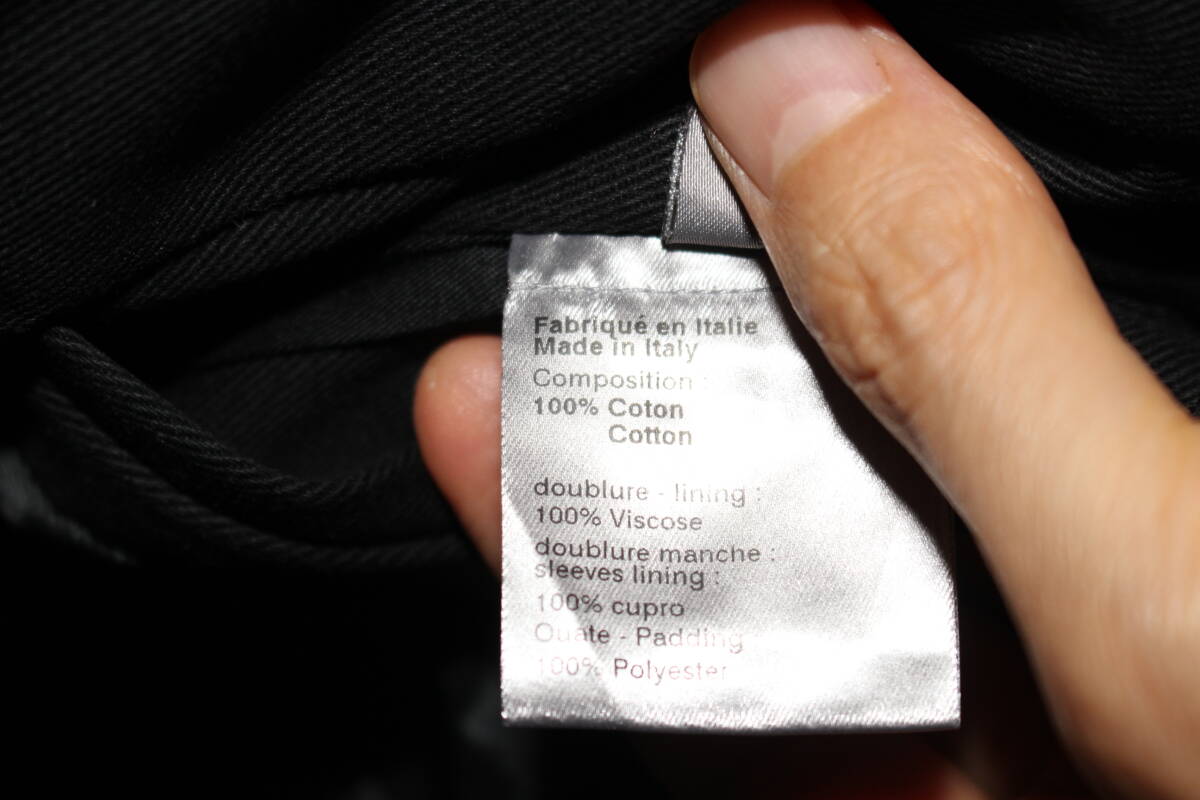 Fabriqué en Italie
Made in Italy
Composition :
100% Coton
Cotton
doublure - lining :
100% Viscose
doublure manche :
sleeves lining :
100% cupro
Ouate - Padding
100% Polyester